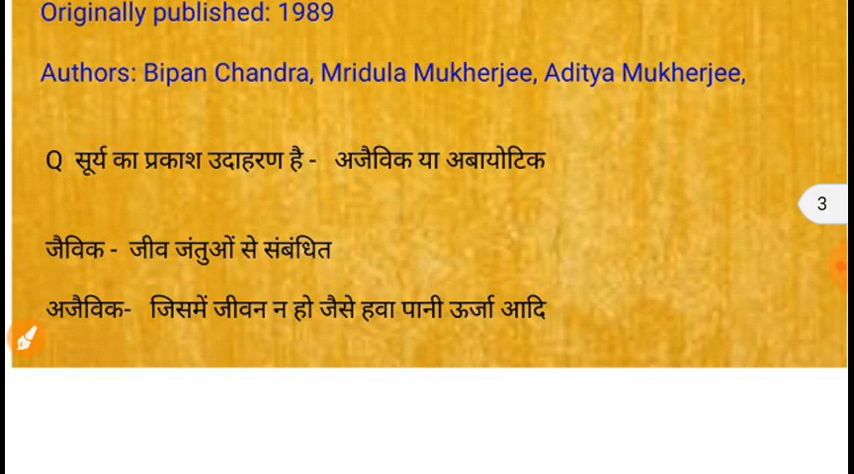 Originally published: 1989
Authors: Bipan Chandra, Mridula Mukherjee, Aditya Mukherjee,
Q सूर्य का प्रकाश उदाहरण है - अजैविक या अबायोटिक
3
जैविक - जीव जंतुओं से संबंधित
अजैविक- जिसमें जीवन न हो जैसे हवा पानी ऊर्जा आदि